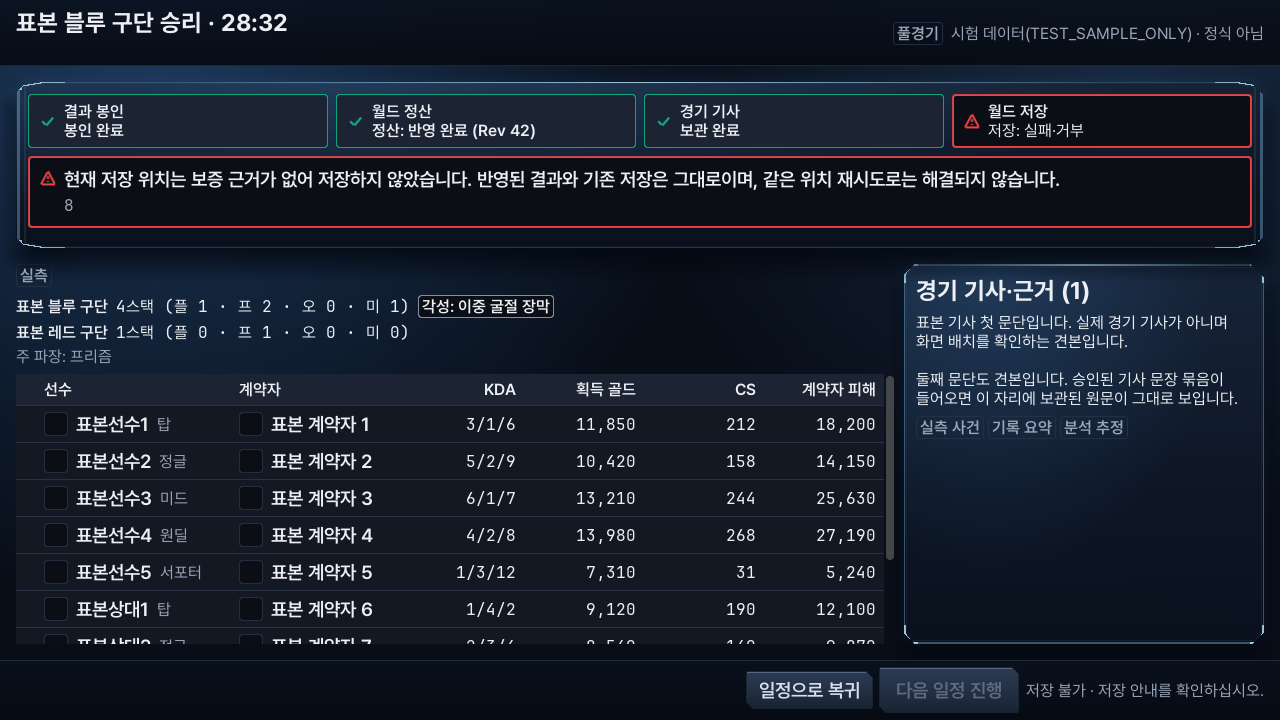 표본 블루 구단 승리 · 28:32
풀경기 시험 데이터(TEST_SAMPLE_ONLY) · 정식 아님
결과 봉인
봉인 완료
월드 정산
정산: 반영 완료 (Rev 42)
경기 기사
보관 완료
월드 저장
저장: 실패·거부
현재 저장 위치는 보증 근거가 없어 저장하지 않았습니다. 반영된 결과와 기존 저장은 그대로이며, 같은 위치 재시도로는 해결되지 않습니다.
8
실측
표본 블루 구단 4스택 (플 1 · 프 2 · 오 0 · 미 1) 각성: 이중 굴절 장막
표본 레드 구단 1스택 (플 0 · 프 1 · 오 0 · 미 0)
주 파장: 프리즘
선수 계약자 KDA 획득 골드 CS 계약자 피해
표본선수1 탑 표본 계약자 1 3/1/6 11,850 212 18,200
표본선수2 정글 표본 계약자 2 5/2/9 10,420 158 14,150
표본선수3 미드 표본 계약자 3 6/1/7 13,210 244 25,630
표본선수4 원딜 표본 계약자 4 4/2/8 13,980 268 27,190
표본선수5 서포터 표본 계약자 5 1/3/12 7,310 31 5,240
표본상대1 탑 표본 계약자 6 1/4/2 9,120 190 12,100
경기 기사·근거 (1)
표본 기사 첫 문단입니다. 실제 경기 기사가 아니며
화면 배치를 확인하는 견본입니다.
둘째 문단도 견본입니다. 승인된 기사 문장 묶음이
들어오면 이 자리에 보관된 원문이 그대로 보입니다.
실측 사건 기록 요약 분석 추정
일정으로 복귀 다음 일정 진행 저장 불가 · 저장 안내를 확인하십시오.